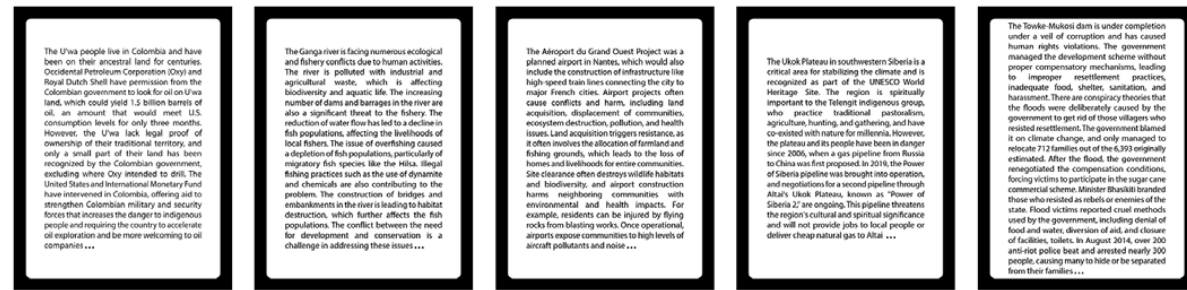 The U'wa people live in Colombia and have
been on their ancestral land for centuries.
Occidental Petroleum Corporation (Oxy) and
Royal Dutch Shell have permission from the
Colombian government to look for oil on U'wa
land, which could yield 1.5 billion barrels of
oil, an amount that would meet U.S.
consumption levels for only three months.
However, the U'wa lack legal proof of
ownership of their traditional territory, and
only a small part of their land has been
recognized by the Colombian government,
excluding where Oxy intended to drill. The
United States and International Monetary Fund
have intervened in Colombia, offering aid to
strengthen Colombian military and security
forces that increases the danger to indigenous
people and requiring the country to accelerate
oil exploration and be more welcoming to oil
companies ...
The Ganga river is facing numerous ecological
and fishery conflicts due to human activities.
The river is polluted with industrial and
agricultural waste, which is affecting
biodiversity and aquatic life. The increasing
number of dams and barrages in the river are
also a significant threat to the fishery. The
reduction of water flow has led to a decline in
fish populations, affecting the livelihoods of
local fishers. The issue of overfishing caused
a depletion of fish populations, particularly of
migratory fish species like the Hilsa. Illegal
fishing practices such as the use of dynamite
and chemicals are also contributing to the
problem. The construction of bridges and
embankments in the river is leading to habitat
destruction, which further affects the fish
populations. The conflict between the need
for development and conservation is a
challenge in addressing these issues ...
The Aéroport du Grand Ouest Project was a
planned airport in Nantes, which would also
include the construction of infrastructure like
high-speed train lines connecting the city to
major French cities. Airport projects often
cause conflicts and harm, including land
acquisition, displacement of communities,
ecosystem destruction, pollution, and health
issues. Land acquisition triggers resistance, as
it often involves the allocation of farmland and
fishing grounds, which leads to the loss of
homes and livelihoods for entire communities.
Site clearance often destroys wildlife habitats
and biodiversity, and airport construction
harms neighboring communities with
environmental and health impacts. For
example, residents can be injured by flying
rocks from blasting works. Once operational,
airports expose communities to high levels of
aircraft pollutants and noise ...
The Ukok Plateau in southwestern Siberia is a
critical area for stabilizing the climate and is
recognized as part of the UNESCO World
Heritage Site. The region is spiritually
important to the Telengit indigenous group,
who practice traditional pastoralism,
agriculture, hunting, and gathering, and have
co-existed with nature for millennia. However,
the plateau and its people have been in danger
since 2006, when a gas pipeline from Russia
to China was first proposed. In 2019, the Power
of Siberia pipeline was brought into operation,
and negotiations for a second pipeline through
Altai's Ukok Plateau, known as "Power of
Siberia 2," are ongoing. This pipeline threatens
the region's cultural and spiritual significance
and will not provide jobs to local people or
deliver cheap natural gas to Altai ...
The Towke-Mukosi dam is under completion
under a veil of corruption and has caused
human rights violations. The government
managed the development scheme without
proper compensatory mechanisms, leading
to improper resettlement practices,
inadequate food, shelter, sanitation, and
harassment. There are conspiracy theories that
the floods were deliberately caused by the
government to get rid of those villagers who
resisted resettlement. The government blamed
it on climate change, and only managed to
relocate 712 families out of the 6,393 originally
estimated. After the flood, the government
renegotiated the compensation conditions,
forcing victims to participate in the sugar cane
commercial scheme. Minister Bhasikiti branded
those who resisted as rebels or enemies of the
state. Flood victims reported cruel methods
used by the government, including denial of
food and water, diversion of aid, and closure
of facilities, toilets. In August 2014, over 200
anti-riot police beat and arrested nearly 300
people, causing many to hide or be separated
from their families ...